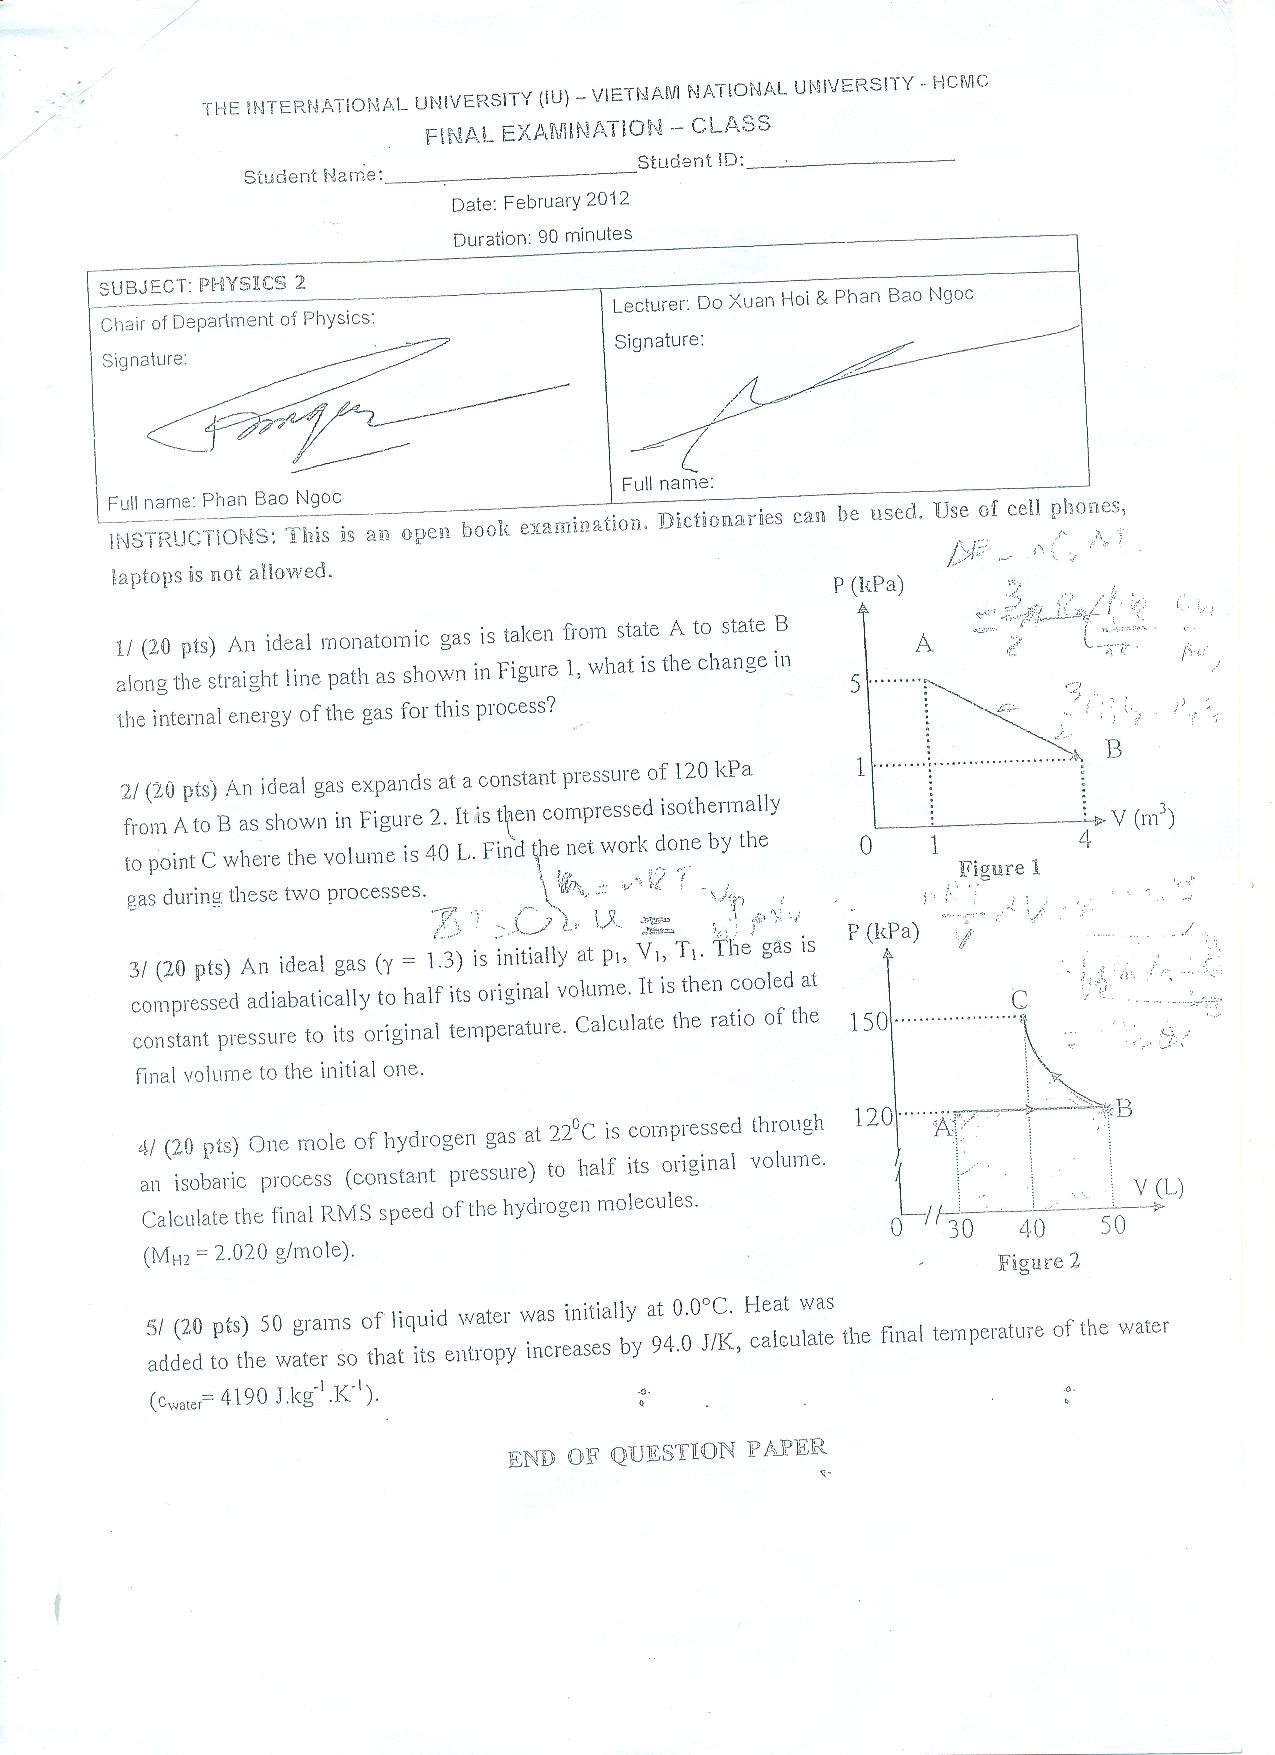 THE INTERNATIONAL UNIVERSITY (IU) – VIETNAM NATIONAL UNIVERSITY - HCMC
FINAL EXAMINATION – CLASS
Student Name: Student ID:
Date: February 2012
Duration: 90 minutes
SUBJECT: PHYSICS 2
Chair of Department of Physics:
Signature:
Full name: Phan Bao Ngoc
Lecturer: Do Xuan Hoi & Phan Bao Ngoc
Signature:
Full name:
INSTRUCTIONS: This is an open book examination. Dictionaries can be used. Use of cell phones,
laptops is not allowed.
1/ (20 pts) An ideal monatomic gas is taken from state A to state B
along the straight line path as shown in Figure 1, what is the change in
the internal energy of the gas for this process?
P (kPa)
A
5
B
1
V (m³)
0 1 4
Figure 1
2/ (20 pts) An ideal gas expands at a constant pressure of 120 kPa
from A to B as shown in Figure 2. It is then compressed isothermally
to point C where the volume is 40 L. Find the net work done by the
gas during these two processes.
3/ (20 pts) An ideal gas (γ = 1.3) is initially at p₁, V₁, T₁. The gas is
compressed adiabatically to half its original volume. It is then cooled at
constant pressure to its original temperature. Calculate the ratio of the
final volume to the initial one.
P (kPa)
C
150
120
A
B
V (L)
0 30 40 50
Figure 2
4/ (20 pts) One mole of hydrogen gas at 22⁰C is compressed through
an isobaric process (constant pressure) to half its original volume.
Calculate the final RMS speed of the hydrogen molecules.
(M_H2 = 2.020 g/mole).
5/ (20 pts) 50 grams of liquid water was initially at 0.0°C. Heat was
added to the water so that its entropy increases by 94.0 J/K, calculate the final temperature of the water
(c_water= 4190 J.kg⁻¹.K⁻¹).
END OF QUESTION PAPER